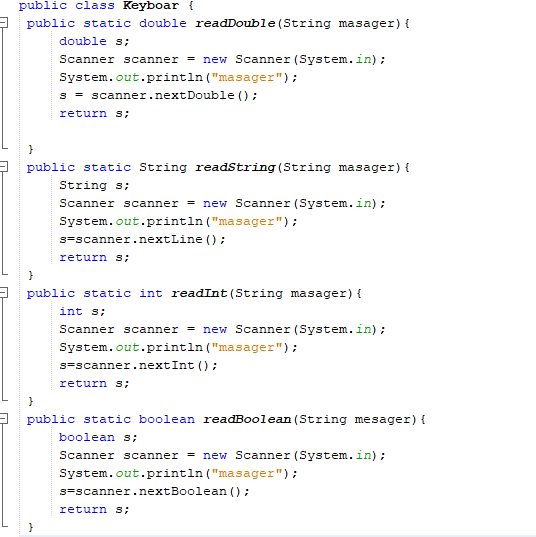 public class Keyboar {
public static double readDouble(String masager){
double s;
Scanner scanner = new Scanner(System.in);
System.out.println("masager");
s = scanner.nextDouble();
return s;
}
public static String readString(String masager){
String s;
Scanner scanner = new Scanner(System.in);
System.out.println("masager");
s=scanner.nextLine();
return s;
}
public static int readInt(String masager){
int s;
Scanner scanner = new Scanner(System.in);
System.out.println("masager");
s=scanner.nextInt();
return s;
}
public static boolean readBoolean(String mesager){
boolean s;
Scanner scanner = new Scanner(System.in);
System.out.println("masager");
s=scanner.nextBoolean();
return s;
}